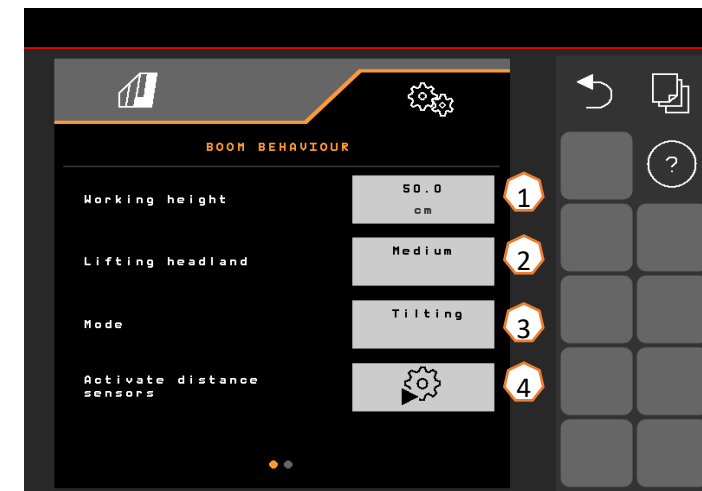 BOOM BEHAVIOUR
Working height
50.0
cm
1
Lifting headland
Medium
2
Mode
Tilting
3
Activate distance
sensors
4
?